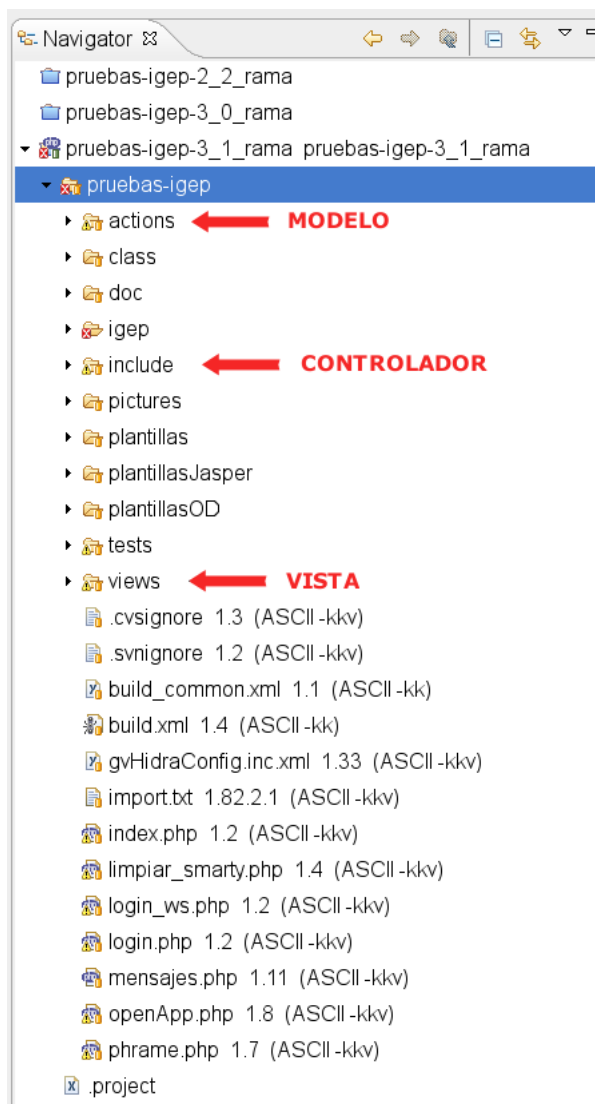 Navigator
pruebas-igep-2_2_rama
pruebas-igep-3_0_rama
pruebas-igep-3_1_rama pruebas-igep-3_1_rama
pruebas-igep
actions MODELO
class
doc
igep
include CONTROLADOR
pictures
plantillas
plantillasJasper
plantillasOD
tests
views VISTA
.cvsignore 1.3 (ASCII -kkv)
.svnignore 1.2 (ASCII -kkv)
build_common.xml 1.1 (ASCII -kk)
build.xml 1.4 (ASCII -kk)
gvHidraConfig.inc.xml 1.33 (ASCII -kkv)
import.txt 1.82.2.1 (ASCII -kkv)
index.php 1.2 (ASCII -kkv)
limpiar_smarty.php 1.4 (ASCII -kkv)
login_ws.php 1.2 (ASCII -kkv)
login.php 1.2 (ASCII -kkv)
mensajes.php 1.11 (ASCII -kkv)
openApp.php 1.8 (ASCII -kkv)
phrame.php 1.7 (ASCII -kkv)
.project